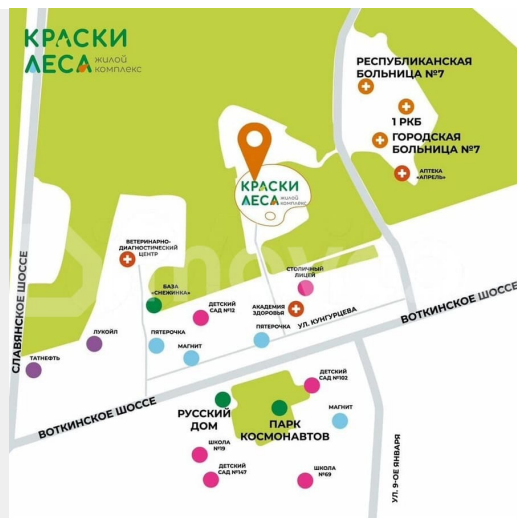 КРАСКИ
ЛЕСА жилой
комплекс
РЕСПУБЛИКАНСКАЯ
БОЛЬНИЦА №7
1 РКБ
ГОРОДСКАЯ
БОЛЬНИЦА №7
АПТЕКА
«АПРЕЛЬ»
КРАСКИ
ЛЕСА жилой
комплекс
ВЕТЕРИНАРНО-
ДИАГНОСТИЧЕСКИЙ
ЦЕНТР
СЛАВЯНСКОЕ ШОССЕ
БАЗА
«СНЕЖИНКА»
СТОЛИЧНЫЙ
ЛИЦЕЙ
ДЕТСКИЙ
САД №12
АКАДЕМИЯ
ЗДОРОВЬЯ
УЛ. КУНГУРЦЕВА
ВОТКИНСКОЕ ШОССЕ
ЛУКОЙЛ
ПЯТЕРОЧКА
ПЯТЕРОЧКА
МАГНИТ
ТАТНЕФТЬ
ДЕТСКИЙ
САД №102
ВОТКИНСКОЕ ШОССЕ
РУССКИЙ
ДОМ
ПАРК
КОСМОНАВТОВ
МАГНИТ
ШКОЛА
№19
ДЕТСКИЙ
САД №147
ШКОЛА
№69
УЛ. 9-ОЕ ЯНВАРЯ